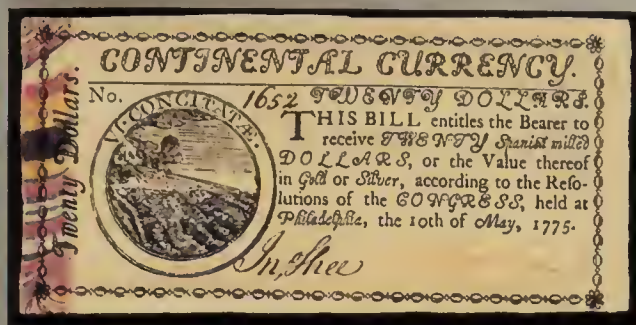 CONTINENTAL CURRENCY.
Twenty Dollars.
No. 1652 TWENTY DOLLARS.
VI·CONCITATÆ·
THIS BILL entitles the Bearer to
receive TWENTY Spanish milled
DOLLARS, or the Value thereof
in Gold or Silver, according to the Reſo-
lutions of the CONGRESS, held at
Philadelphia, the 10th of May, 1775.